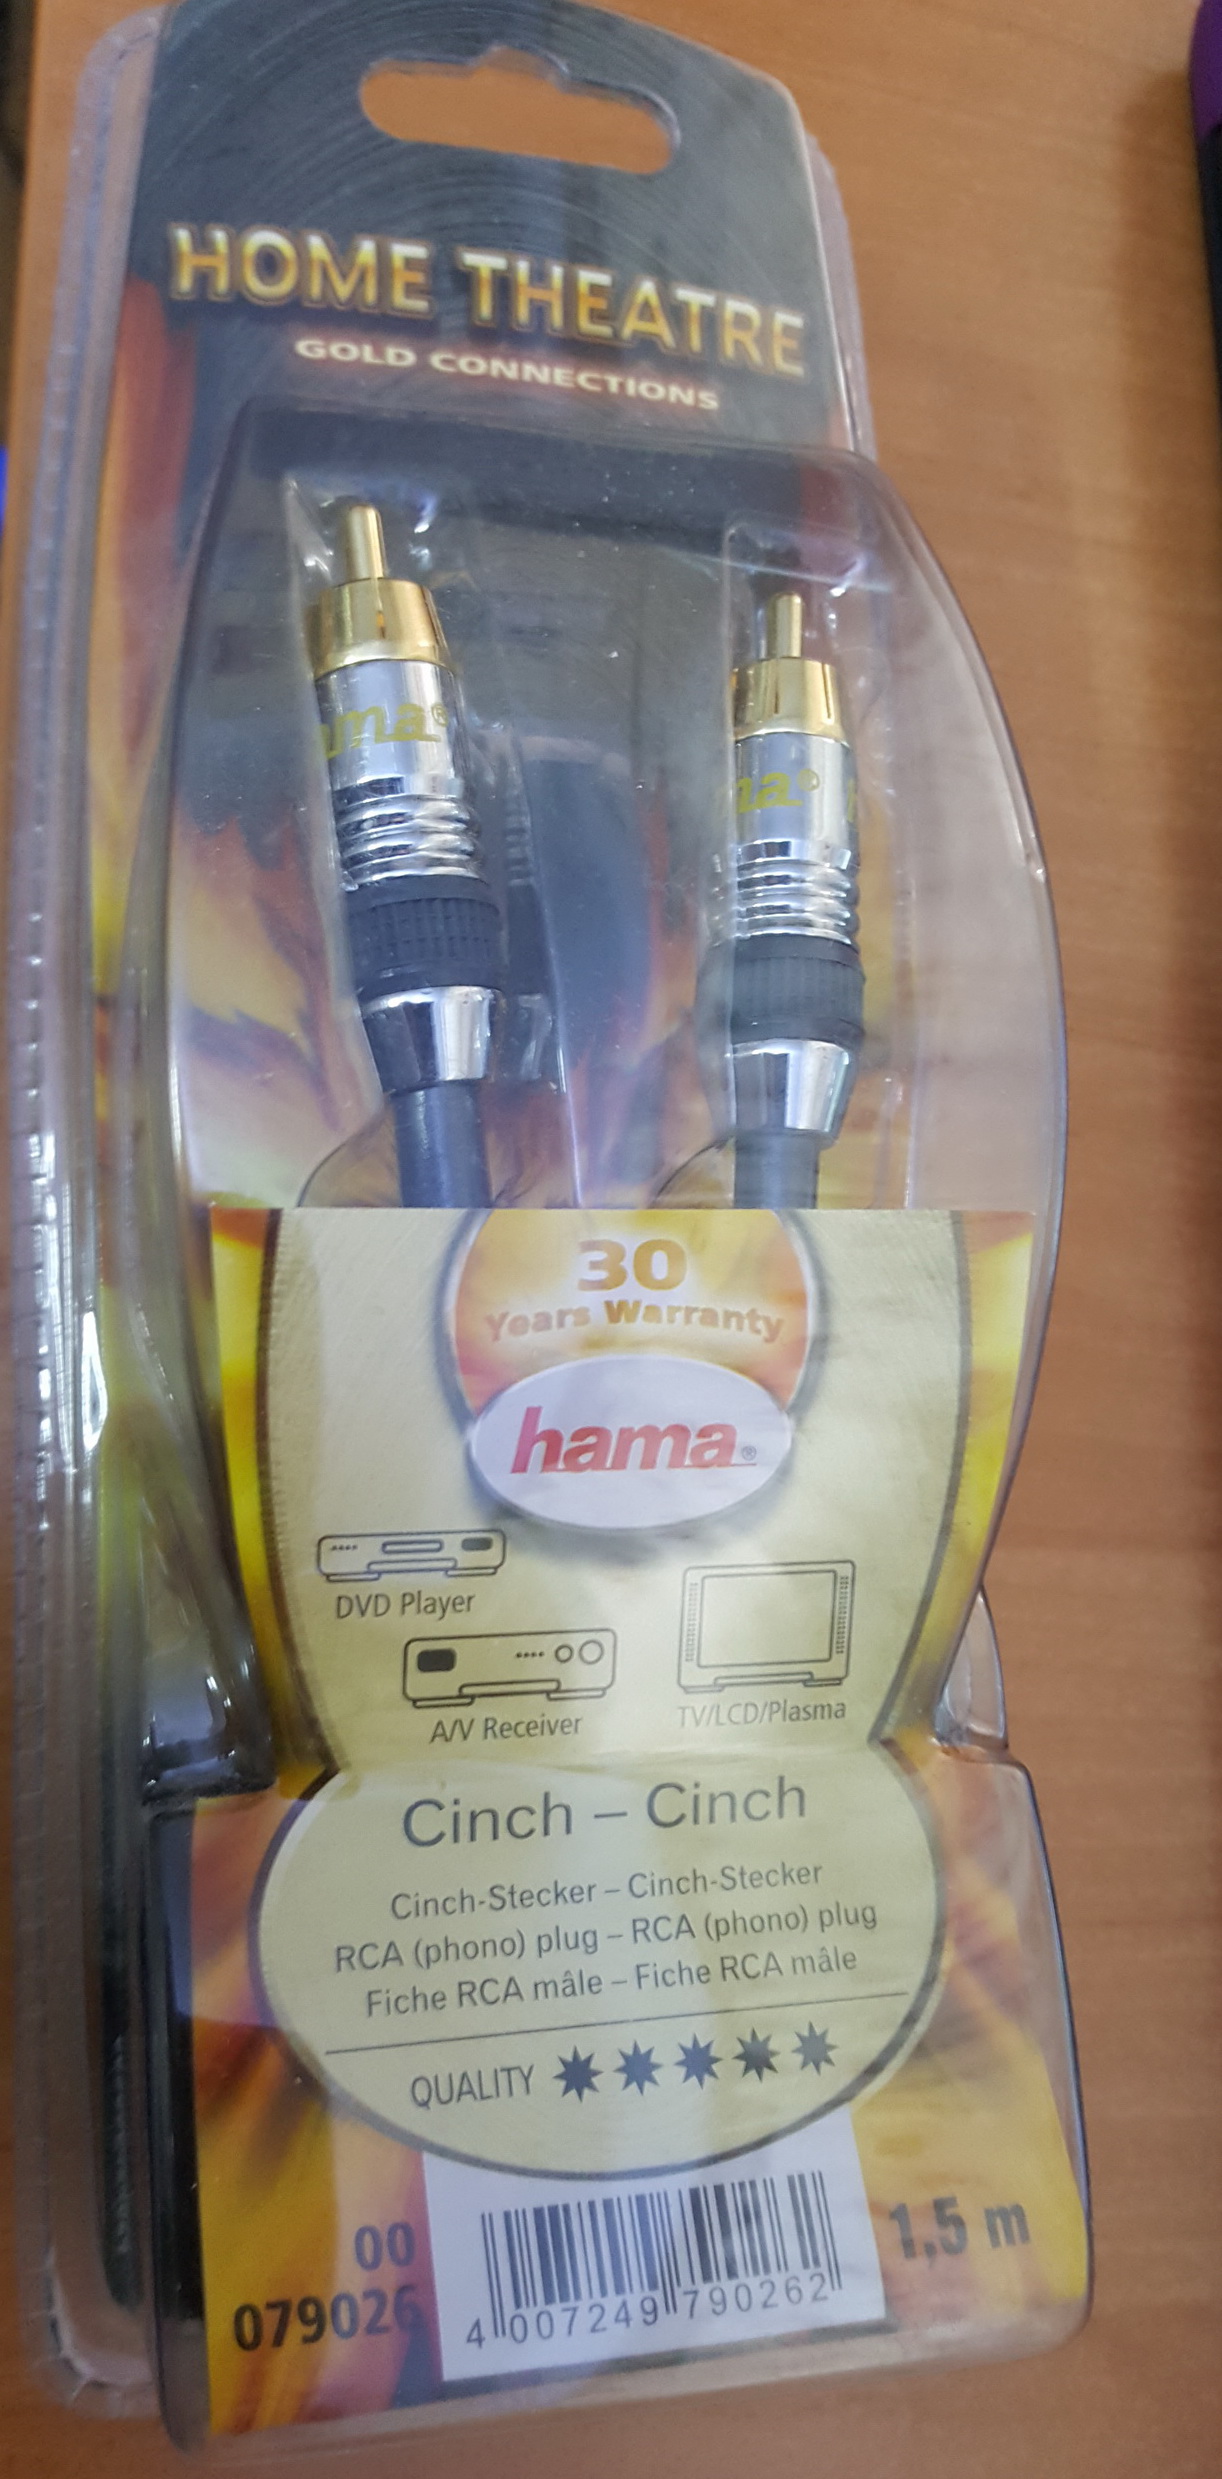 HOME THEATRE
GOLD CONNECTIONS
ama®
na®
30
Years Warranty
hama®
DVD Player
A/V Receiver
TV/LCD/Plasma
Cinch – Cinch
Cinch-Stecker – Cinch-Stecker
RCA (phono) plug – RCA (phono) plug
Fiche RCA mâle – Fiche RCA mâle
QUALITY
00
079026
4 007249 790262
1,5 m